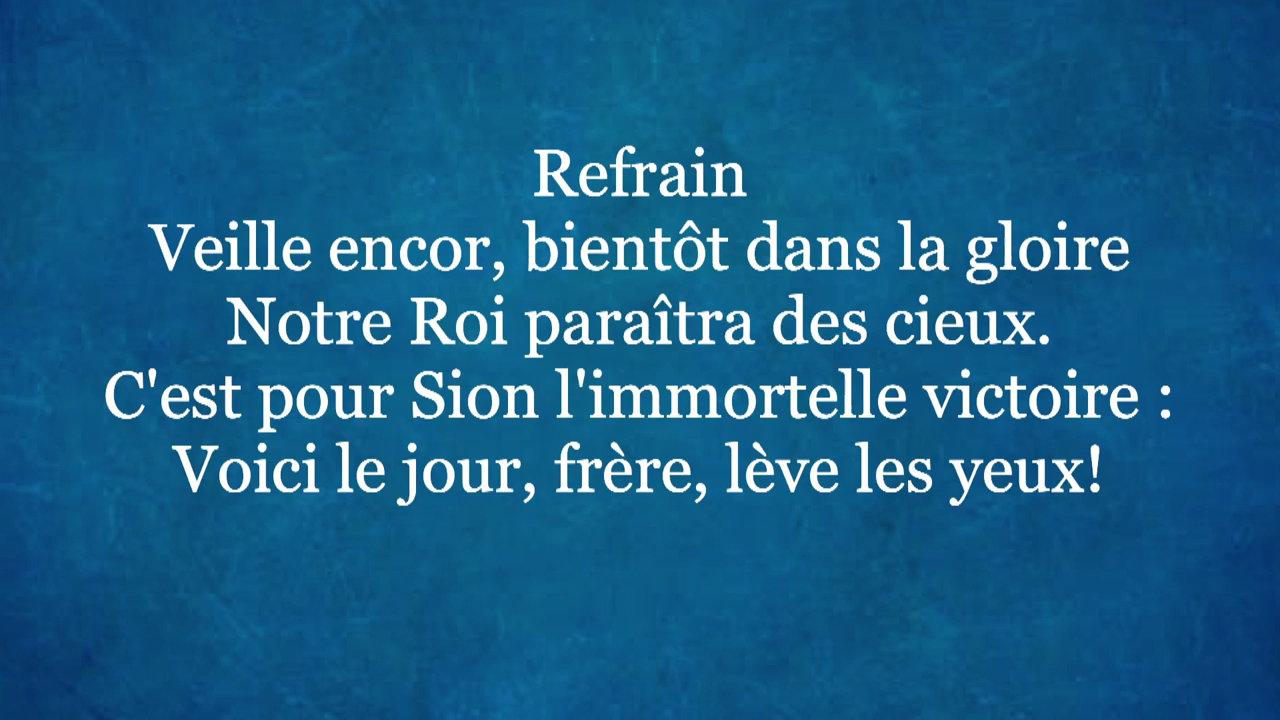 Refrain
Veille encor, bientôt dans la gloire
Notre Roi paraîtra des cieux.
C'est pour Sion l'immortelle victoire :
Voici le jour, frère, lève les yeux!